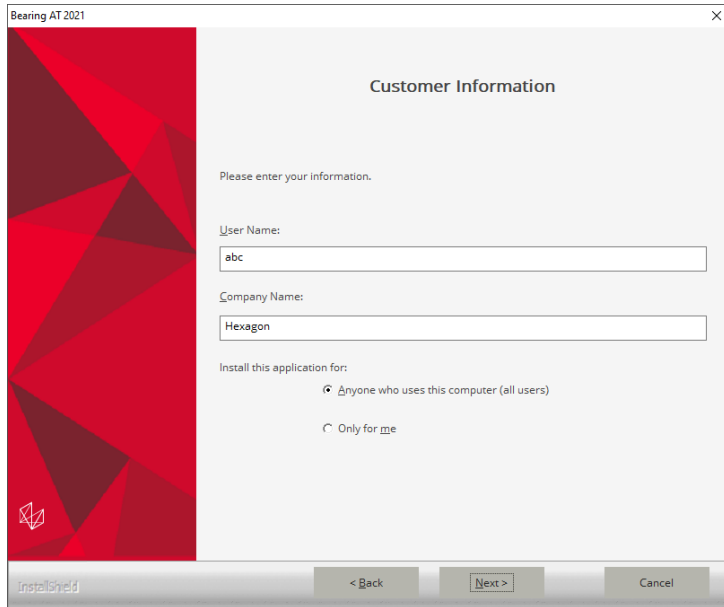 Bearing AT 2021
Customer Information
Please enter your information.
User Name:
abc
Company Name:
Hexagon
Install this application for:
Anyone who uses this computer (all users)
Only for me
InstallShield
< Back
Next >
Cancel